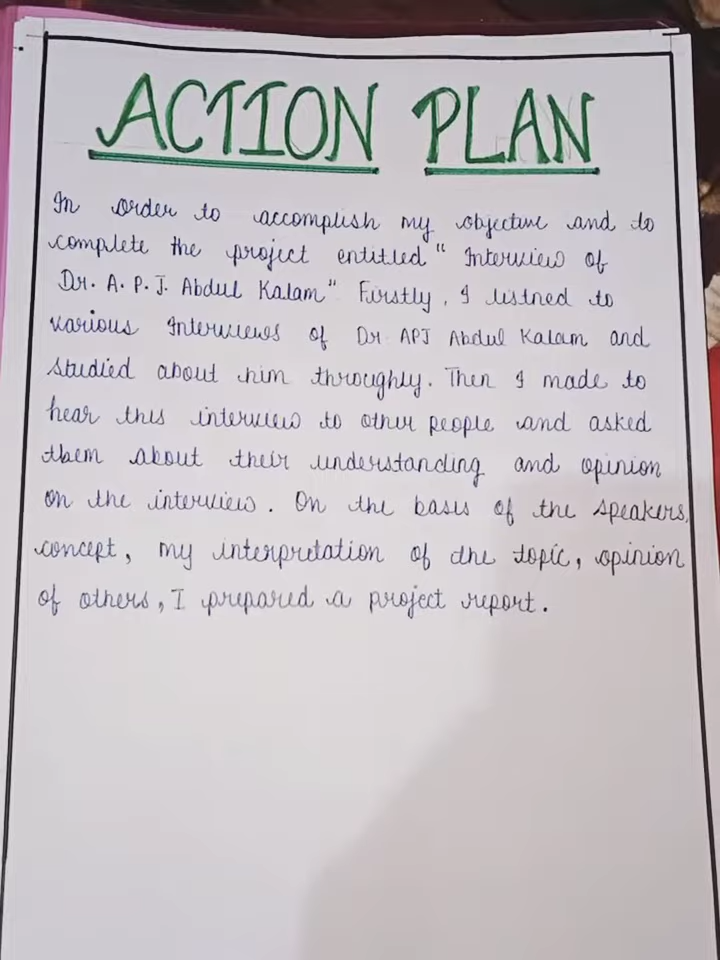 ACTION PLAN
In order to accomplish my objective and to
complete the project entitled " Interview of
Dr. A. P. J. Abdul Kalam" Firstly, I listned to
various Interviews of Dr APJ Abdul Kalam and
studied about him throughly. Then I made to
hear this interview to other people and asked
them about their understanding and opinion
on the interview. On the basis of the speakers,
concept, my interpretation of the topic, opinion
of others, I prepared a project report.